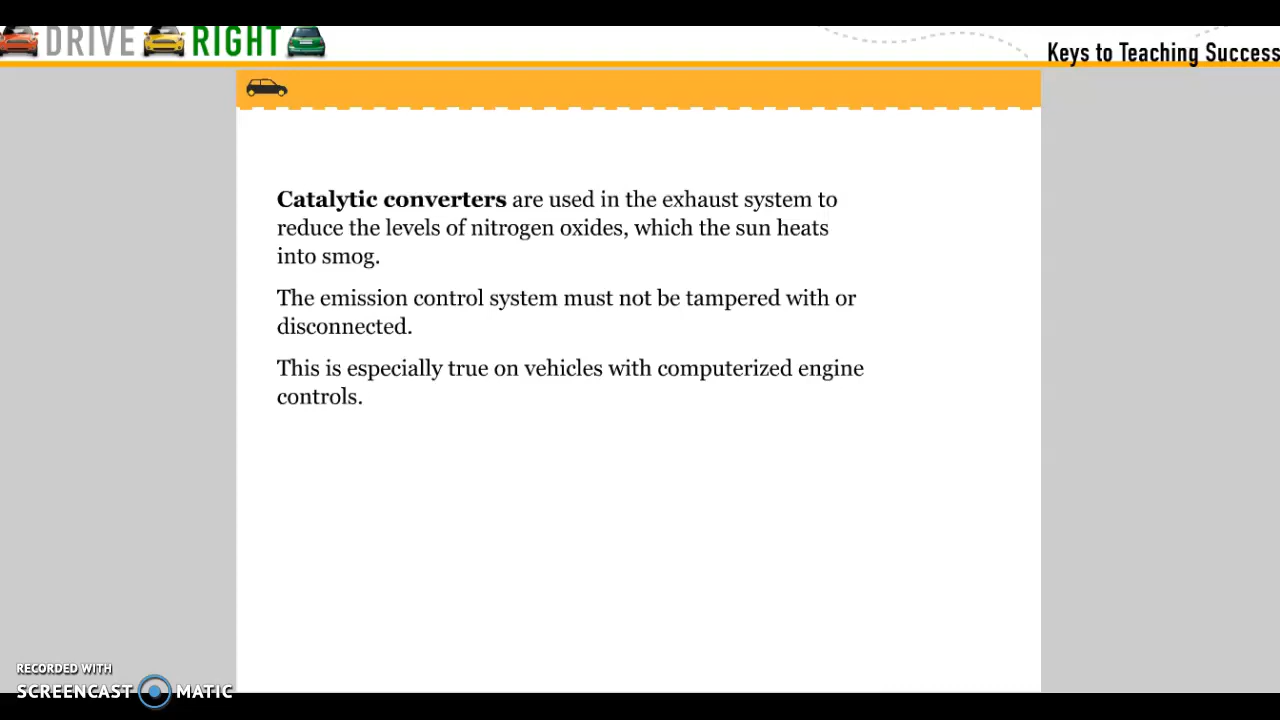 DRIVE RIGHT
Keys to Teaching Success
Catalytic converters are used in the exhaust system to
reduce the levels of nitrogen oxides, which the sun heats
into smog.
The emission control system must not be tampered with or
disconnected.
This is especially true on vehicles with computerized engine
controls.
RECORDED WITH
SCREENCAST MATIC